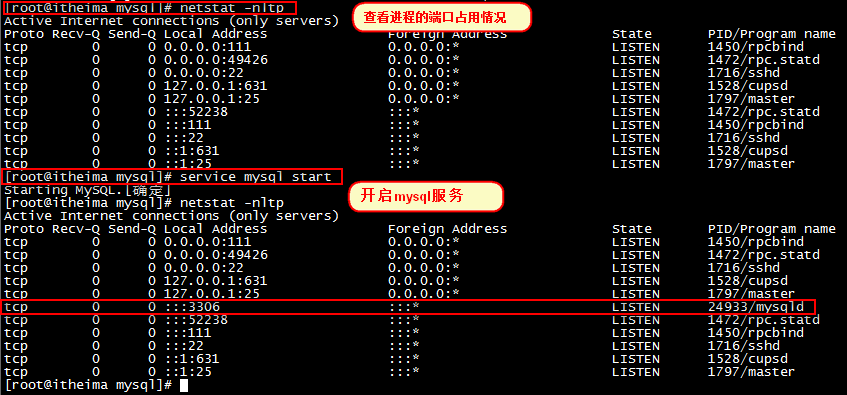 [root@itheima mysql]# netstat -nltp
查看进程的端口占用情况
Active Internet connections (only servers)
Proto Recv-Q Send-Q Local Address Foreign Address State PID/Program name
tcp 0 0 0.0.0.0:111 0.0.0.0:* LISTEN 1450/rpcbind
tcp 0 0 0.0.0.0:49426 0.0.0.0:* LISTEN 1472/rpc.statd
tcp 0 0 0.0.0.0:22 0.0.0.0:* LISTEN 1716/sshd
tcp 0 0 127.0.0.1:631 0.0.0.0:* LISTEN 1528/cupsd
tcp 0 0 127.0.0.1:25 0.0.0.0:* LISTEN 1797/master
tcp 0 0 :::52238 :::* LISTEN 1472/rpc.statd
tcp 0 0 :::111 :::* LISTEN 1450/rpcbind
tcp 0 0 :::22 :::* LISTEN 1716/sshd
tcp 0 0 ::1:631 :::* LISTEN 1528/cupsd
tcp 0 0 ::1:25 :::* LISTEN 1797/master
[root@itheima mysql]# service mysql start
Starting MySQL.[确定]
开启mysql服务
[root@itheima mysql]# netstat -nltp
Active Internet connections (only servers)
Proto Recv-Q Send-Q Local Address Foreign Address State PID/Program name
tcp 0 0 0.0.0.0:111 0.0.0.0:* LISTEN 1450/rpcbind
tcp 0 0 0.0.0.0:49426 0.0.0.0:* LISTEN 1472/rpc.statd
tcp 0 0 0.0.0.0:22 0.0.0.0:* LISTEN 1716/sshd
tcp 0 0 127.0.0.1:631 0.0.0.0:* LISTEN 1528/cupsd
tcp 0 0 127.0.0.1:25 0.0.0.0:* LISTEN 1797/master
tcp 0 0 :::3306 :::* LISTEN 24933/mysqld
tcp 0 0 :::52238 :::* LISTEN 1472/rpc.statd
tcp 0 0 :::111 :::* LISTEN 1450/rpcbind
tcp 0 0 :::22 :::* LISTEN 1716/sshd
tcp 0 0 ::1:631 :::* LISTEN 1528/cupsd
tcp 0 0 ::1:25 :::* LISTEN 1797/master
[root@itheima mysql]#